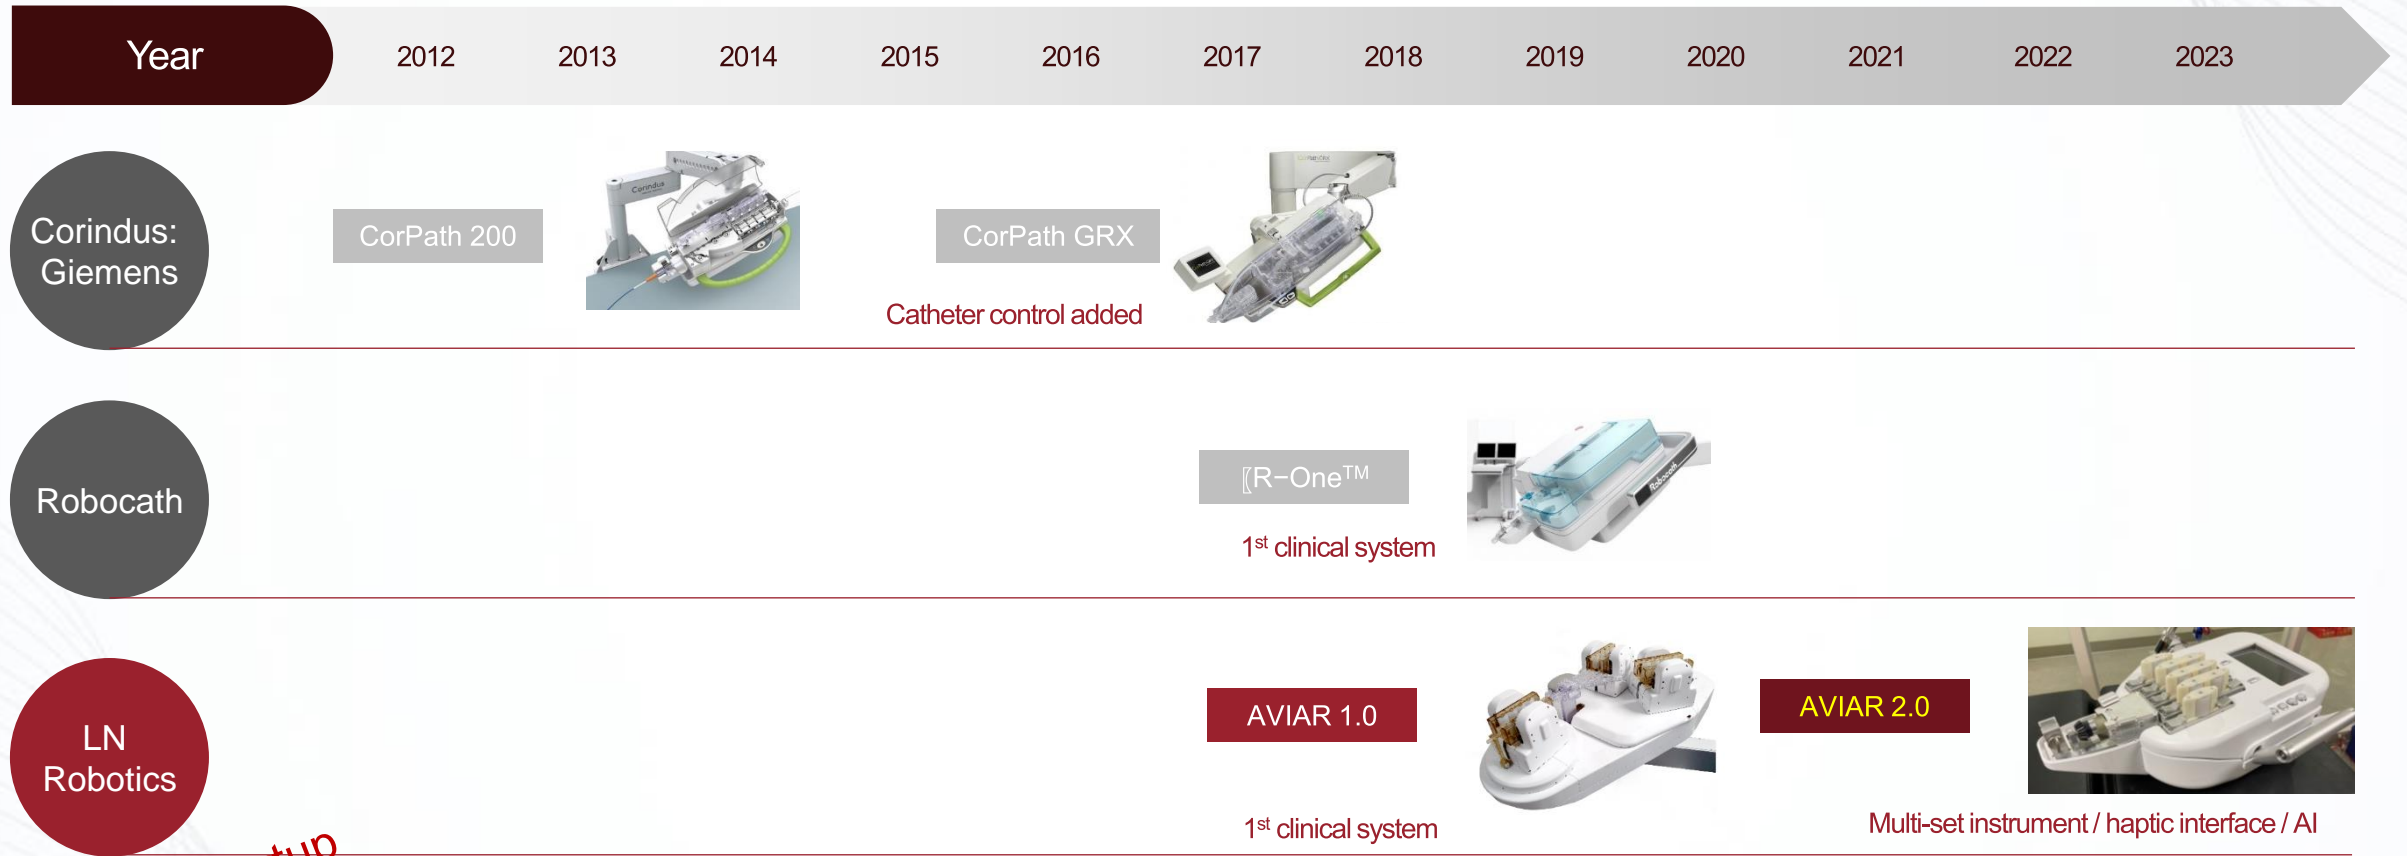 Year 2012 2013 2014 2015 2016 2017 2018 2019 2020 2021 2022 2023
Corindus:
Giemens
CorPath 200
Corindus
CorPath GRX
Catheter control added
Robocath
〖R−One™
Robocath
1st clinical system
LN
Robotics
AVIAR 1.0
AVIAR 2.0
1st clinical system
Multi-set instrument / haptic interface / AI